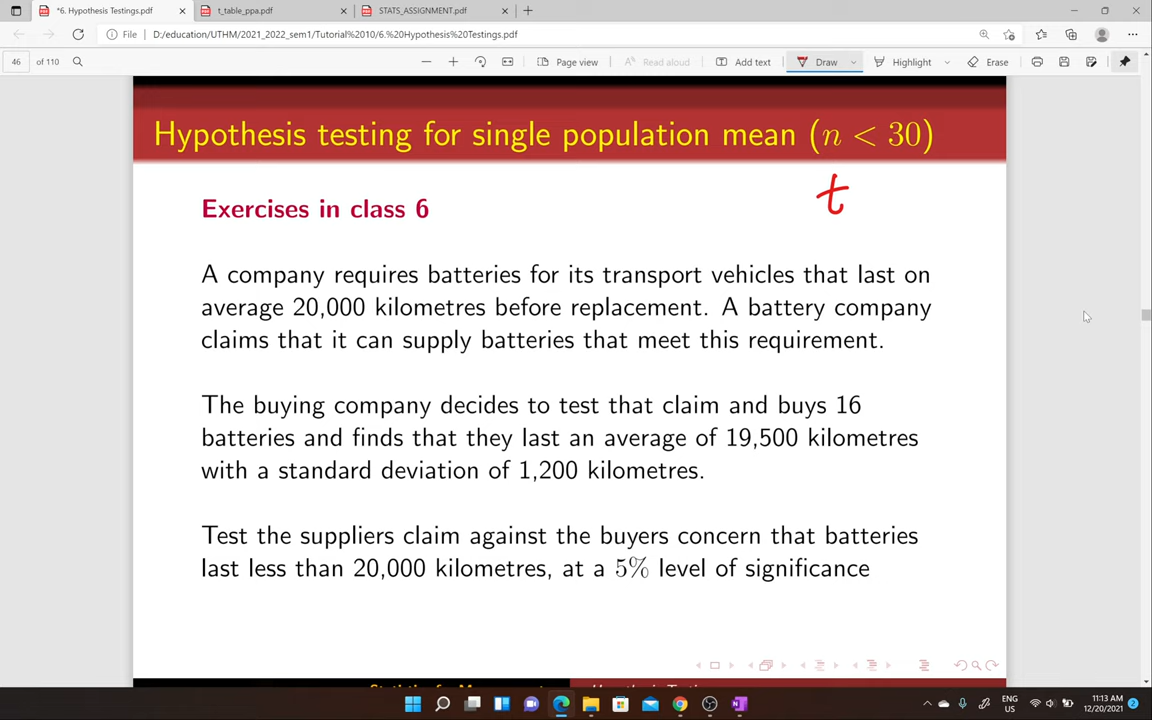 *6. Hypothesis Testings.pdf
t_table_ppa.pdf
STATS_ASSIGNMENT.pdf
File
D:/education/UTHM/2021_2022_sem1/Tutorial%2010/6.%20Hypothesis%20Testings.pdf
46 of 110
Page view
Read aloud
Add text
Draw
Highlight
Erase
Hypothesis testing for single population mean (n < 30)
t
Exercises in class 6
A company requires batteries for its transport vehicles that last on
average 20,000 kilometres before replacement. A battery company
claims that it can supply batteries that meet this requirement.
The buying company decides to test that claim and buys 16
batteries and finds that they last an average of 19,500 kilometres
with a standard deviation of 1,200 kilometres.
Test the suppliers claim against the buyers concern that batteries
last less than 20,000 kilometres, at a 5% level of significance
ENG
US
11:13 AM
12/20/2021
2